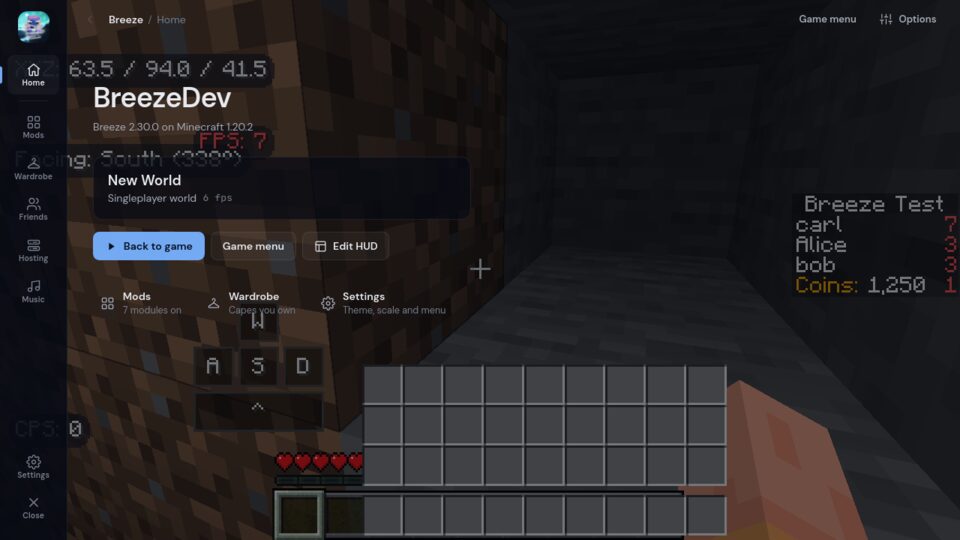 Breeze / Home
Game menu
Options
XYZ: 63.5 / 94.0 / 41.5
Home
BreezeDev
Breeze 2.30.0 on Minecraft 1.20.2
FPS: 7
Mods
Facing: South (338°)
Wardrobe
New World
Singleplayer world 6 fps
Friends
Breeze Test
carl 7
Alice 3
bob 3
Coins: 1,250 1
Hosting
Back to game
Game menu
Edit HUD
Music
Mods
7 modules on
Wardrobe
Capes you own
Settings
Theme, scale and menu
W
A S D
^
CPS: 0
Settings
Close